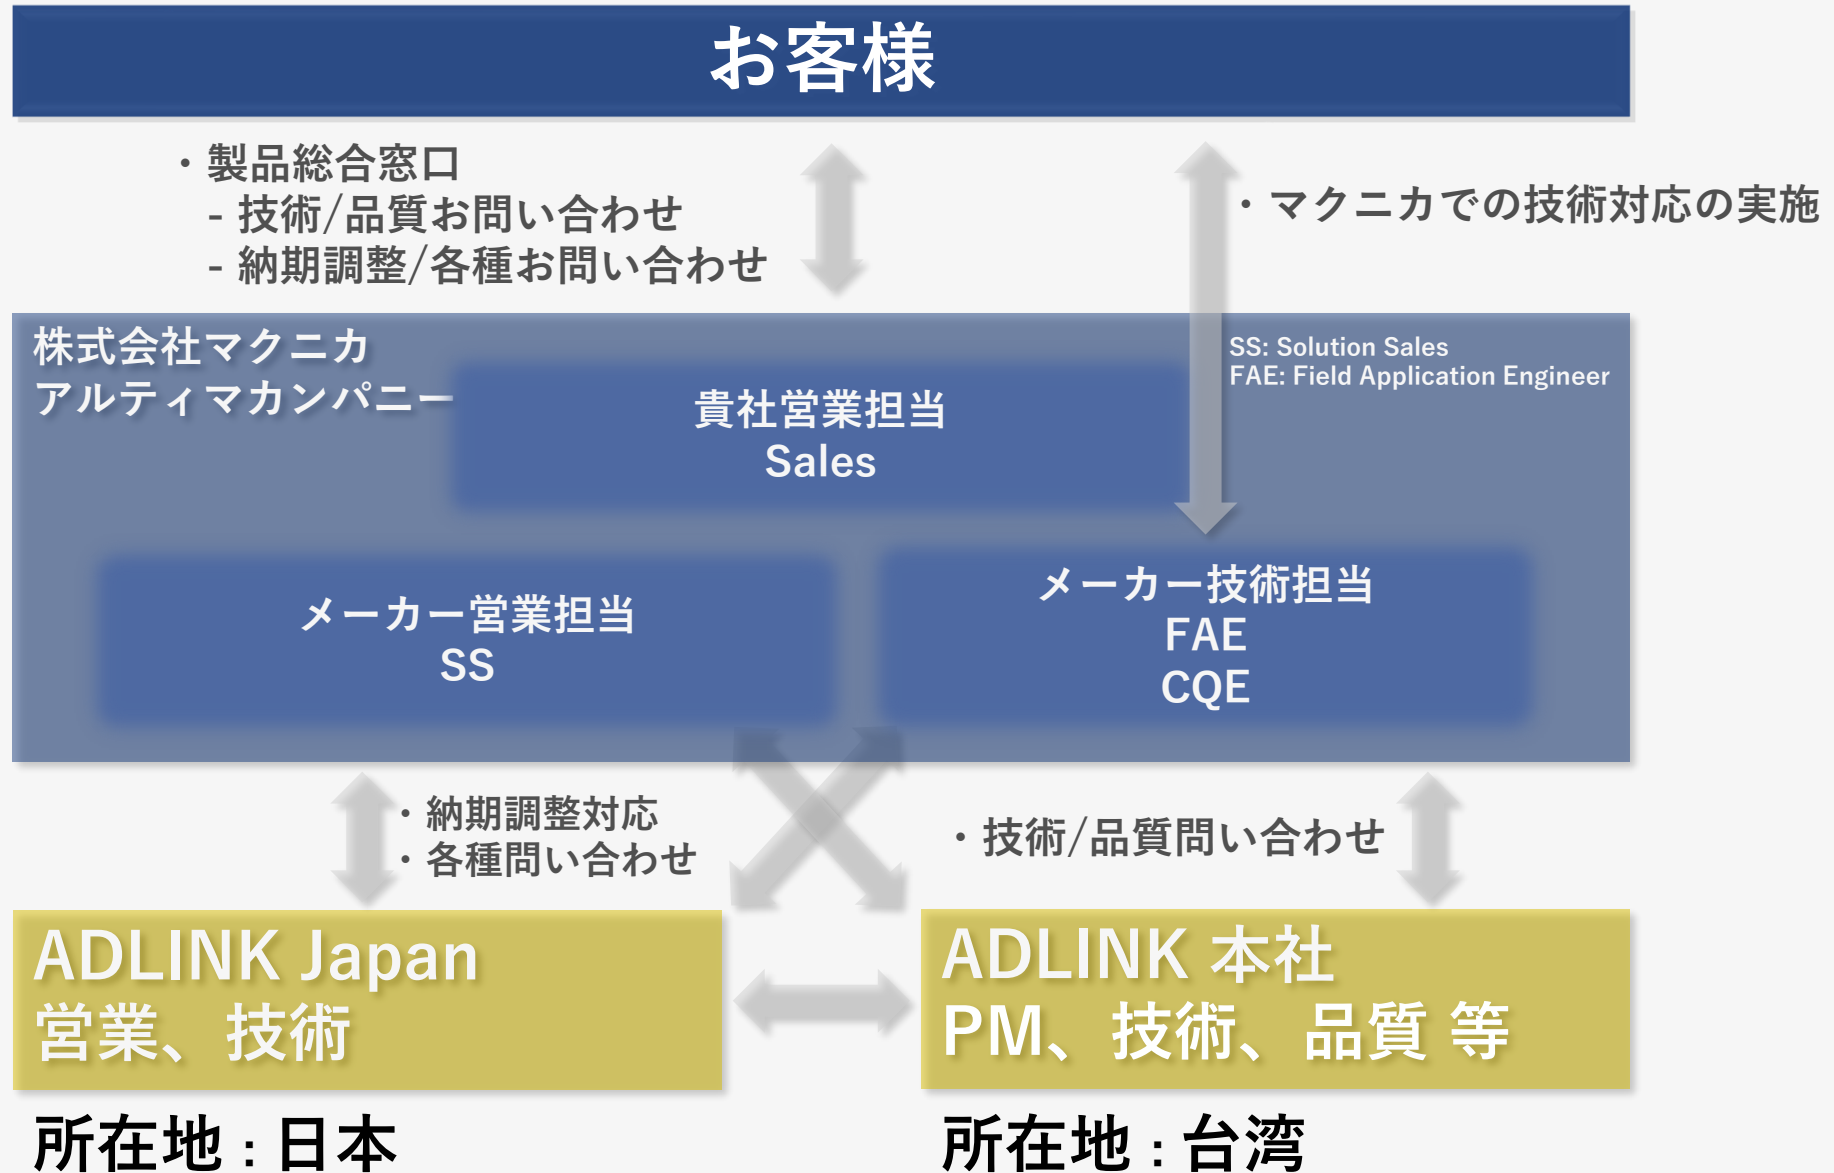 お客様
・製品総合窓口
- 技術/品質お問い合わせ
- 納期調整/各種お問い合わせ
・マクニカでの技術対応の実施
株式会社マクニカ
アルティマカンパニー
SS: Solution Sales
FAE: Field Application Engineer
貴社営業担当
Sales
メーカー営業担当
SS
メーカー技術担当
FAE
CQE
・納期調整対応
・各種問い合わせ
・技術/品質問い合わせ
ADLINK Japan
営業、技術
ADLINK 本社
PM、技術、品質 等
所在地：日本
所在地：台湾